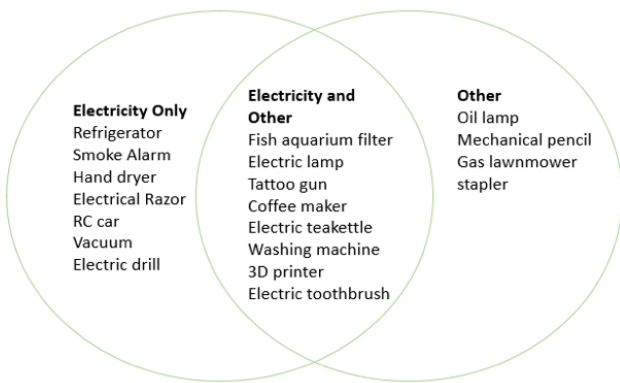 Electricity Only
Refrigerator
Smoke Alarm
Hand dryer
Electrical Razor
RC car
Vacuum
Electric drill
Electricity and
Other
Fish aquarium filter
Electric lamp
Tattoo gun
Coffee maker
Electric teakettle
Washing machine
3D printer
Electric toothbrush
Other
Oil lamp
Mechanical pencil
Gas lawnmower
stapler